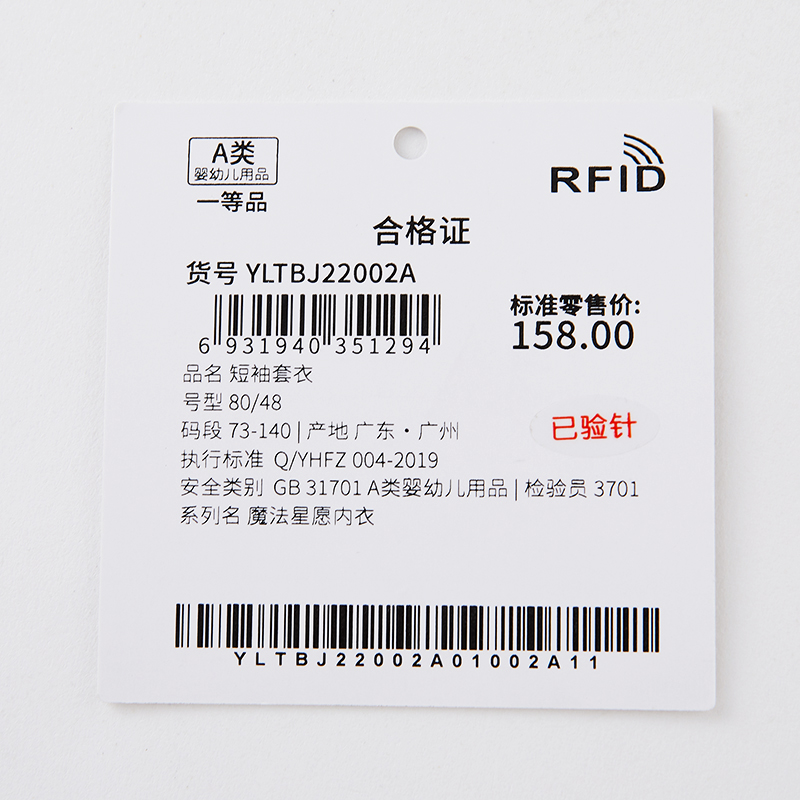 A类
婴幼儿用品
一等品
RFID
合格证
货号 YLTBJ22002A
6 931940 351294
标准零售价:
158.00
品名 短袖套衣
号型 80/48
码段 73-140 | 产地 广东·广州
已验针
执行标准 Q/YHFZ 004-2019
安全类别 GB 31701 A类婴幼儿用品 | 检验员 3701
系列名 魔法星愿内衣
YLTBJ22002A01002A11